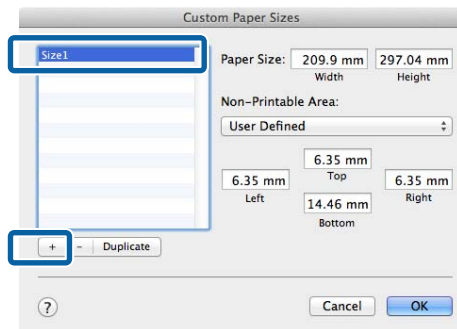 Custom Paper Sizes
Size1
Paper Size: 209.9 mm 297.04 mm
Width Height
Non-Printable Area:
User Defined
6.35 mm
Top
6.35 mm 6.35 mm
Left Right
14.46 mm
Bottom
+ - Duplicate
? Cancel OK